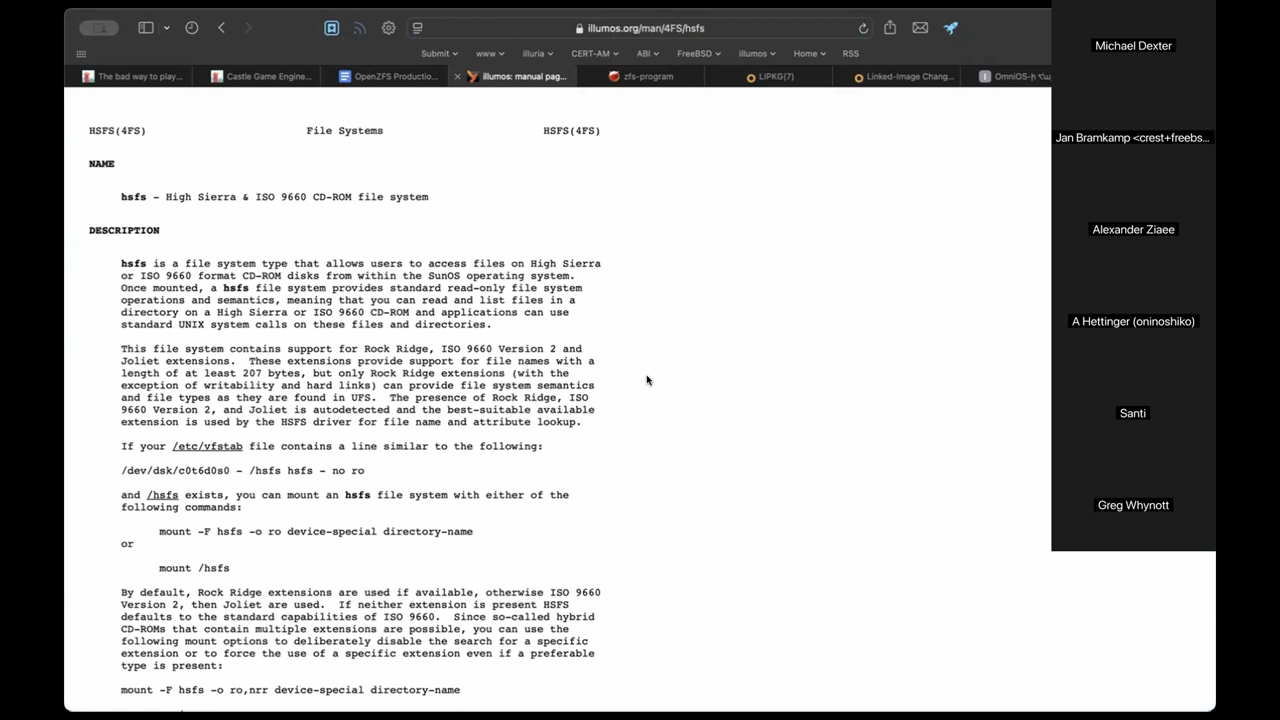 illumos.org/man/4FS/hsfs
Submit
www
illuria
CERT-AM
ABI
FreeBSD
illumos
Home
RSS
The bad way to play...
Castle Game Engine...
OpenZFS Productio...
illumos: manual pag...
zfs-program
LIPKG(7)
Linked-Image Chang...
HSFS(4FS) File Systems HSFS(4FS)
NAME
hsfs - High Sierra & ISO 9660 CD-ROM file system
DESCRIPTION
hsfs is a file system type that allows users to access files on High Sierra
or ISO 9660 format CD-ROM disks from within the SunOS operating system.
Once mounted, a hsfs file system provides standard read-only file system
operations and semantics, meaning that you can read and list files in a
directory on a High Sierra or ISO 9660 CD-ROM and applications can use
standard UNIX system calls on these files and directories.
This file system contains support for Rock Ridge, ISO 9660 Version 2 and
Joliet extensions.  These extensions provide support for file names with a
length of at least 207 bytes, but only Rock Ridge extensions (with the
exception of writability and hard links) can provide file system semantics
and file types as they are found in UFS.  The presence of Rock Ridge, ISO
9660 Version 2, and Joliet is autodetected and the best-suitable available
extension is used by the HSFS driver for file name and attribute lookup.
If your /etc/vfstab file contains a line similar to the following:
/dev/dsk/c0t6d0s0 - /hsfs hsfs - no ro
and /hsfs exists, you can mount an hsfs file system with either of the
following commands:
mount -F hsfs -o ro device-special directory-name
or
mount /hsfs
By default, Rock Ridge extensions are used if available, otherwise ISO 9660
Version 2, then Joliet are used.  If neither extension is present HSFS
defaults to the standard capabilities of ISO 9660.  Since so-called hybrid
CD-ROMs that contain multiple extensions are possible, you can use the
following mount options to deliberately disable the search for a specific
extension or to force the use of a specific extension even if a preferable
type is present:
mount -F hsfs -o ro,nrr device-special directory-name
Michael Dexter
Jan Bramkamp <crest+freebs...
Alexander Ziaee
A Hettinger (oninoshiko)
Santi
Greg Whynott